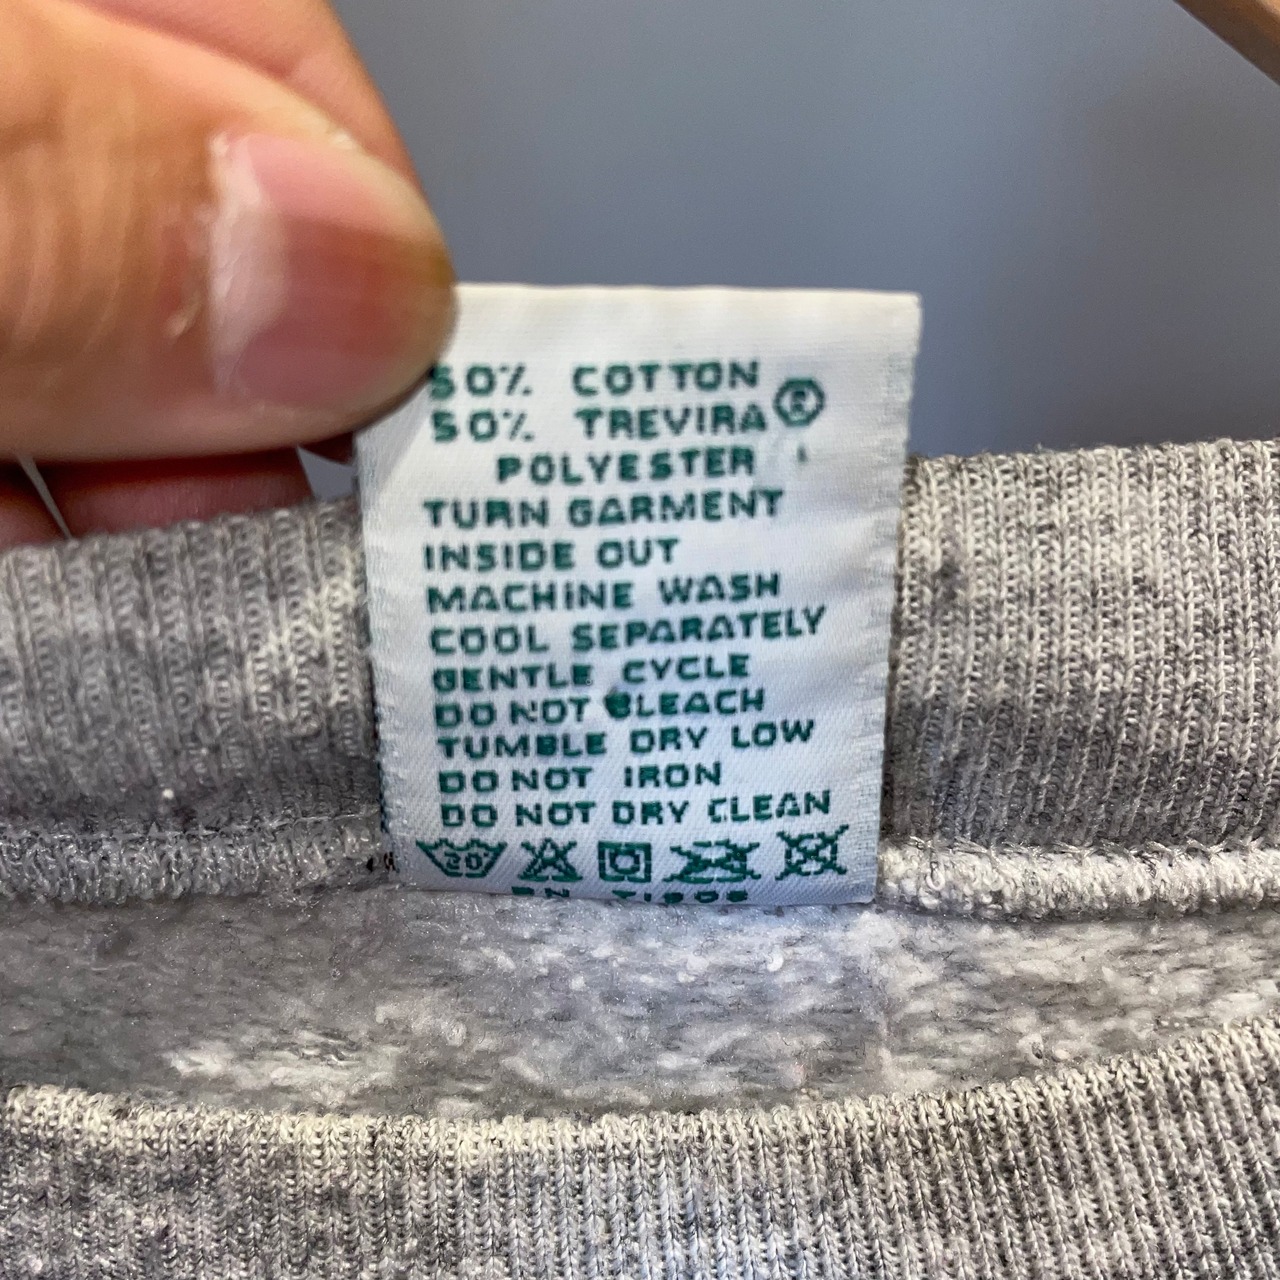 50% COTTON
50% TREVIRA®
POLYESTER
TURN GARMENT
INSIDE OUT
MACHINE WASH
COOL SEPARATELY
GENTLE CYCLE
DO NOT BLEACH
TUMBLE DRY LOW
DO NOT IRON
DO NOT DRY CLEAN
20°